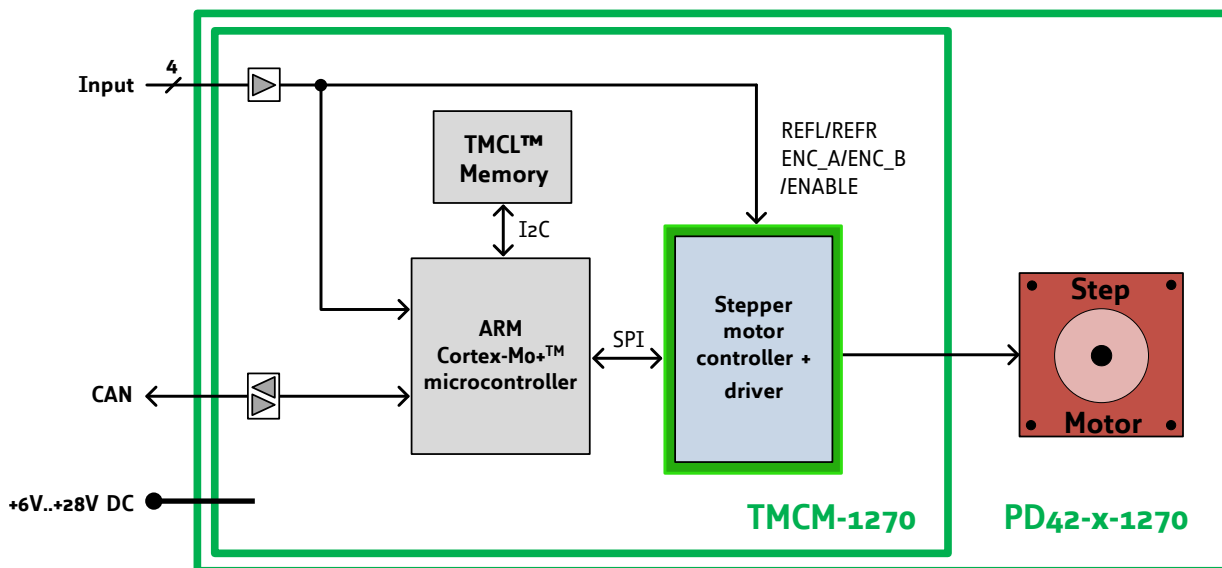 4
Input
TMCL™
Memory
REFL/REFR
ENC_A/ENC_B
/ENABLE
I2C
ARM
Cortex-M0+™
microcontroller
SPI
Stepper
motor
controller +
driver
Step
Motor
CAN
+6V..+28V DC
TMCM-1270
PD42-x-1270